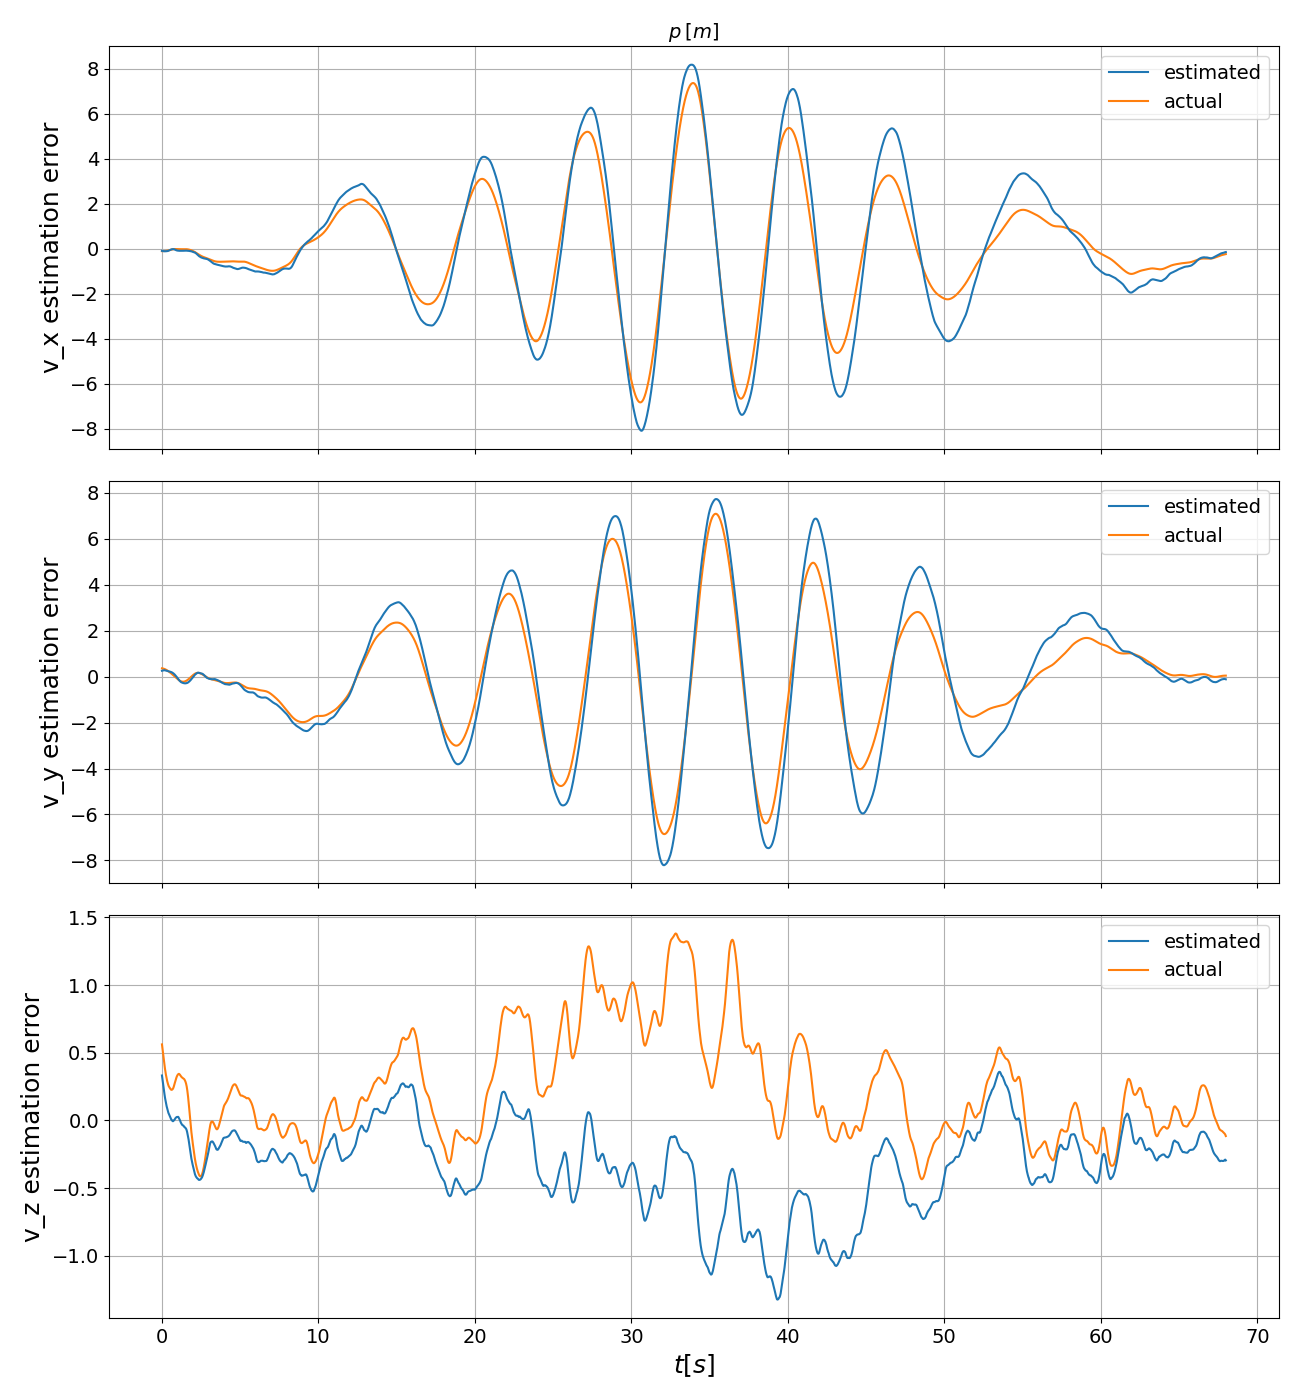 p [m]
8
6
4
2
0
−2
−4
−6
−8
v_x estimation error
estimated
actual
8
6
4
2
0
−2
−4
−6
−8
v_y estimation error
estimated
actual
1.5
1.0
0.5
0.0
−0.5
−1.0
v_z estimation error
estimated
actual
0 10 20 30 40 50 60 70
t[s]